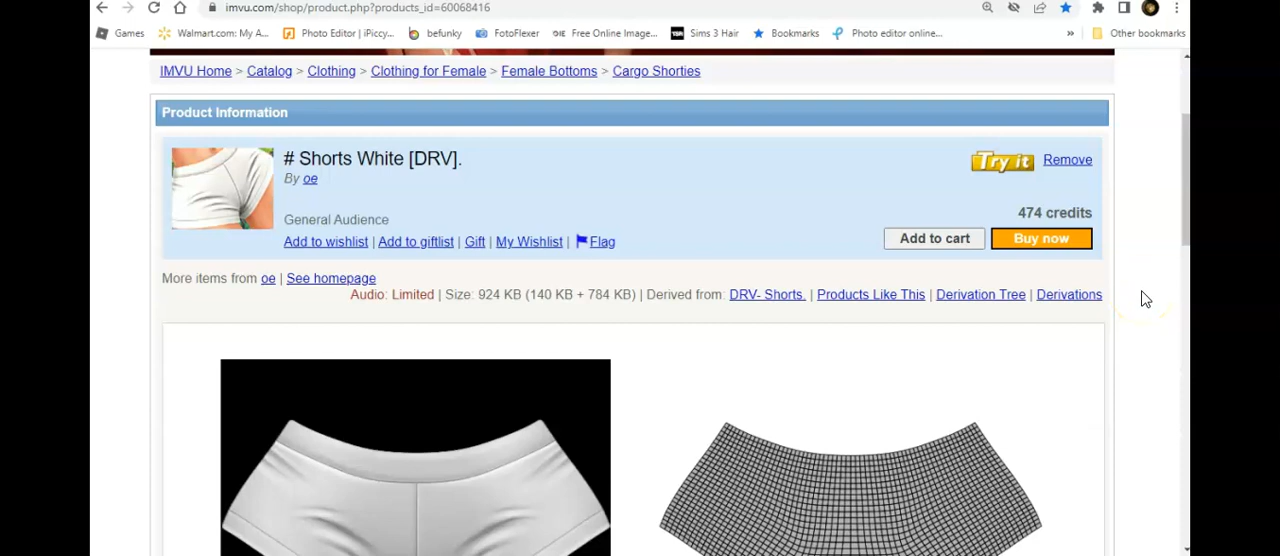 imvu.com/shop/product.php?products_id=60068416
Games Walmart.com: My A... Photo Editor | iPiccy... befunky FotoFlexer Free Online Image... Sims 3 Hair Bookmarks Photo editor online... » Other bookmarks
IMVU Home > Catalog > Clothing > Clothing for Female > Female Bottoms > Cargo Shorties
Product Information
# Shorts White [DRV].
Try it Remove
By oe
474 credits
General Audience
Add to wishlist | Add to giftlist | Gift | My Wishlist | Flag
Add to cart Buy now
More items from oe | See homepage
Audio: Limited | Size: 924 KB (140 KB + 784 KB) | Derived from: DRV- Shorts. | Products Like This | Derivation Tree | Derivations